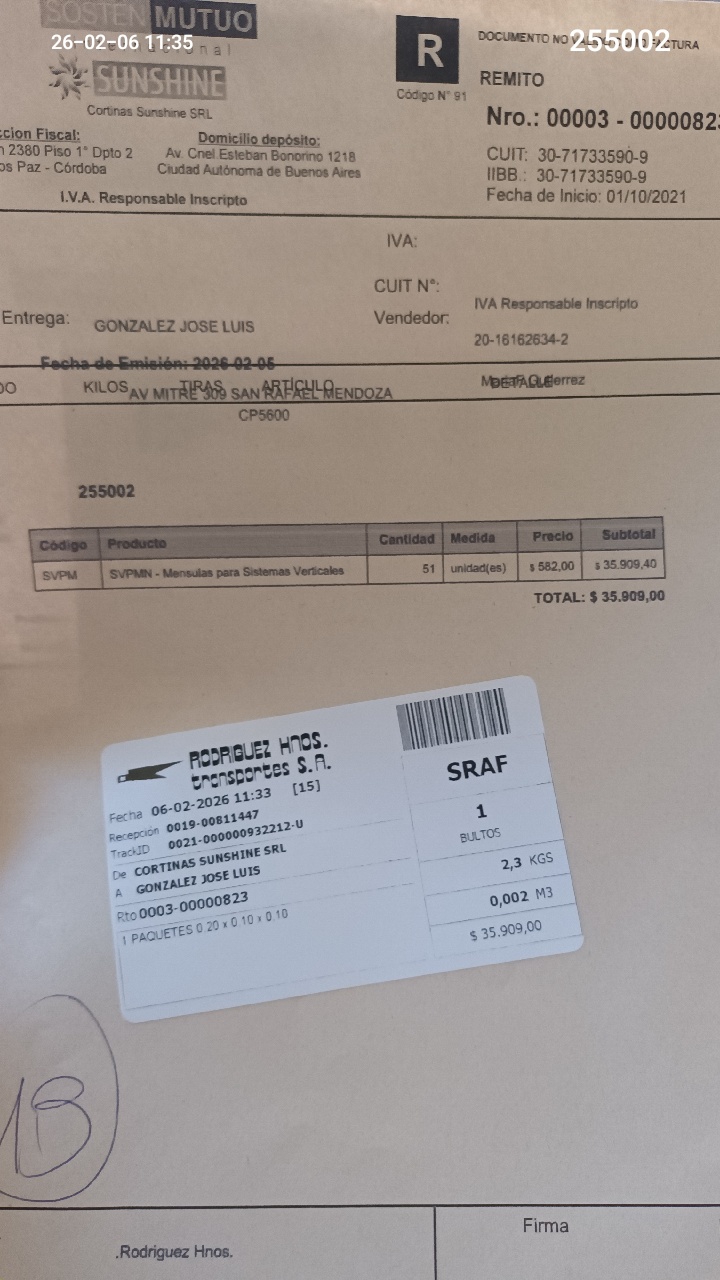 SOSTEN MUTUO
26-02-06 11:35
255002
SUNSHINE
Cortinas Sunshine SRL
R
Código N° 91
DOCUMENTO NO
REMITO
Nro.: 00003 - 00000823
cion Fiscal:
2380 Piso 1° Dpto 2
os Paz - Córdoba
Domicilio depósito:
Av. Cnel Esteban Bonorino 1218
Ciudad Autónoma de Buenos Aires
I.V.A. Responsable Inscripto
CUIT: 30-71733590-9
IIBB.: 30-71733590-9
Fecha de Inicio: 01/10/2021
IVA:
CUIT N°:
IVA Responsable Inscripto
Entrega: GONZALEZ JOSE LUIS
Vendedor:
20-16162634-2
Fecha de Emisión: 2026-02-05
DO KILOS TIRAS ARTÍCULO DETALLE
AV MITRE 309 SAN RAFAEL MENDOZA
CP5600
255002
Código Producto Cantidad Medida Precio Subtotal
SVPM SVPMN - Mensulas para Sistemas Verticales 51 unidad(es) $ 582,00 $ 35.909,40
TOTAL: $ 35.909,00
RODRIGUEZ HNOS.
transportes S.A.
Fecha 06-02-2026 11:33 [15]
Recepción 0019-00811447
TrackID 0021-000000932212-U
De CORTINAS SUNSHINE SRL
A GONZALEZ JOSE LUIS
Rto 0003-00000823
1 PAQUETES 0.20 x 0.10 x 0.10
SRAF
1
BULTOS
2,3 KGS
0,002 M3
$ 35.909,00
13
.Rodriguez Hnos.
Firma